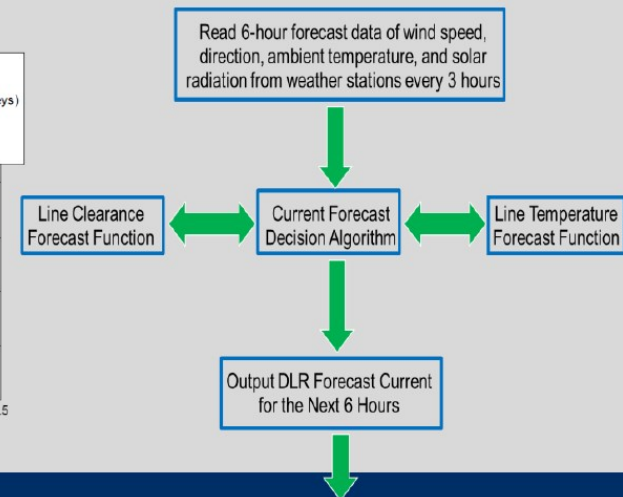 Read 6-hour forecast data of wind speed,
direction, ambient temperature, and solar
radiation from weather stations every 3 hours
Line Clearance
Forecast Function
Current Forecast
Decision Algorithm
Line Temperature
Forecast Function
Output DLR Forecast Current
for the Next 6 Hours